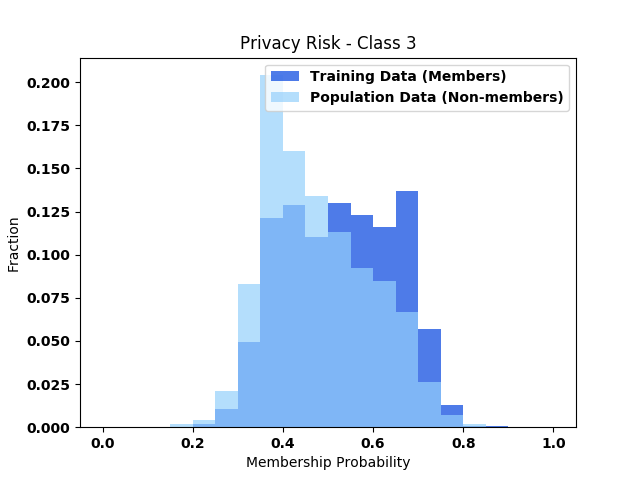 Privacy Risk - Class 3
Training Data (Members)
Population Data (Non-members)
Fraction
0.200
0.175
0.150
0.125
0.100
0.075
0.050
0.025
0.000
0.0 0.2 0.4 0.6 0.8 1.0
Membership Probability